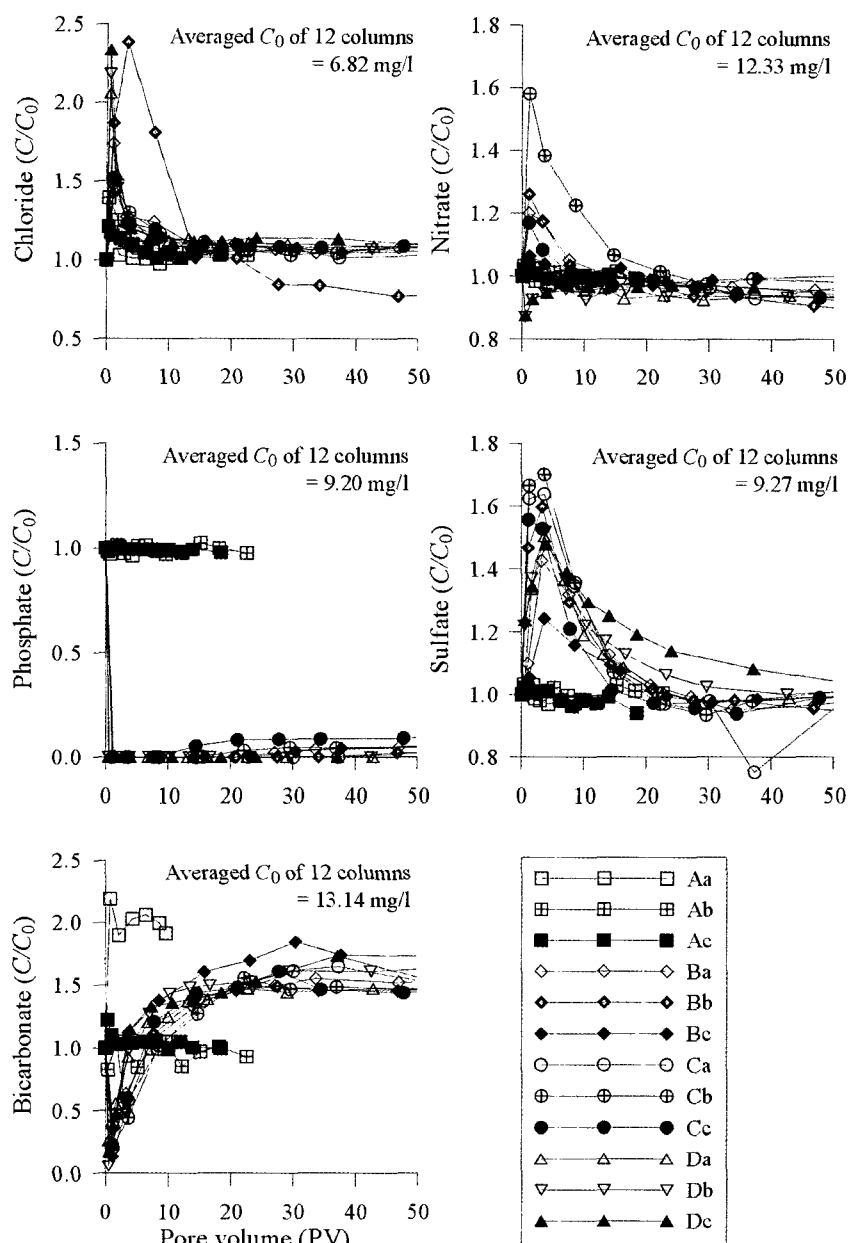 Averaged C0 of 12 columns
= 6.82 mg/l
Chloride (C/C0)
2.5
2.0
1.5
1.0
0.5
0 10 20 30 40 50
Averaged C0 of 12 columns
= 12.33 mg/l
Nitrate (C/C0)
1.8
1.6
1.4
1.2
1.0
0.8
0 10 20 30 40 50
Averaged C0 of 12 columns
= 9.20 mg/l
Phosphate (C/C0)
1.5
1.0
0.5
0.0
0 10 20 30 40 50
Averaged C0 of 12 columns
= 9.27 mg/l
Sulfate (C/C0)
1.8
1.6
1.4
1.2
1.0
0.8
0 10 20 30 40 50
Averaged C0 of 12 columns
= 13.14 mg/l
Bicarbonate (C/C0)
2.5
2.0
1.5
1.0
0.5
0.0
0 10 20 30 40 50
Pore volume (PV)
Aa
Ab
Ac
Ba
Bb
Bc
Ca
Cb
Cc
Da
Db
Dc